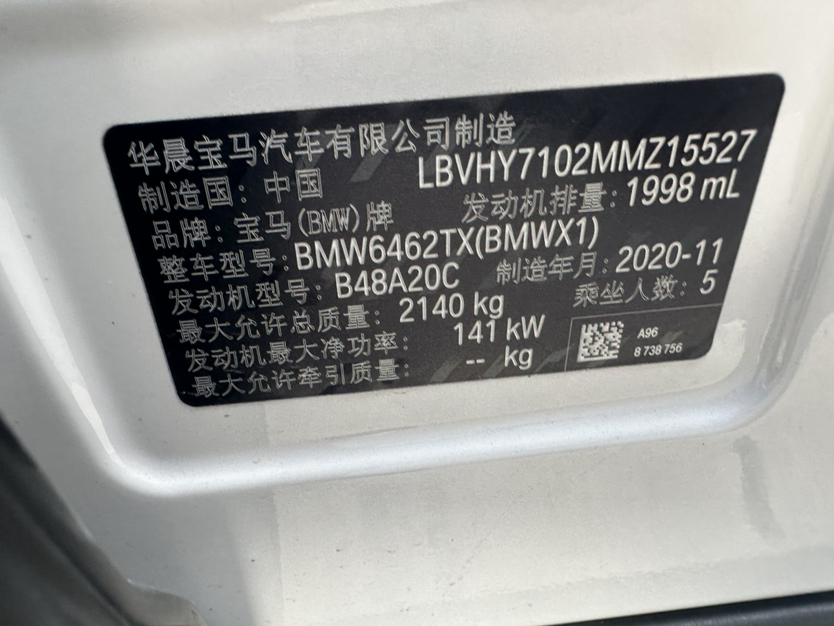 华晨宝马汽车有限公司制造
制造国：中国 LBVHY7102MMZ15527
品牌：宝马(BMW)牌 发动机排量：1998 mL
整车型号：BMW6462TX(BMWX1)
发动机型号：B48A20C 制造年月：2020-11
最大允许总质量：2140 kg 乘坐人数：5
发动机最大净功率：141 kW
最大允许牵引质量：-- kg
A96
8 738 756